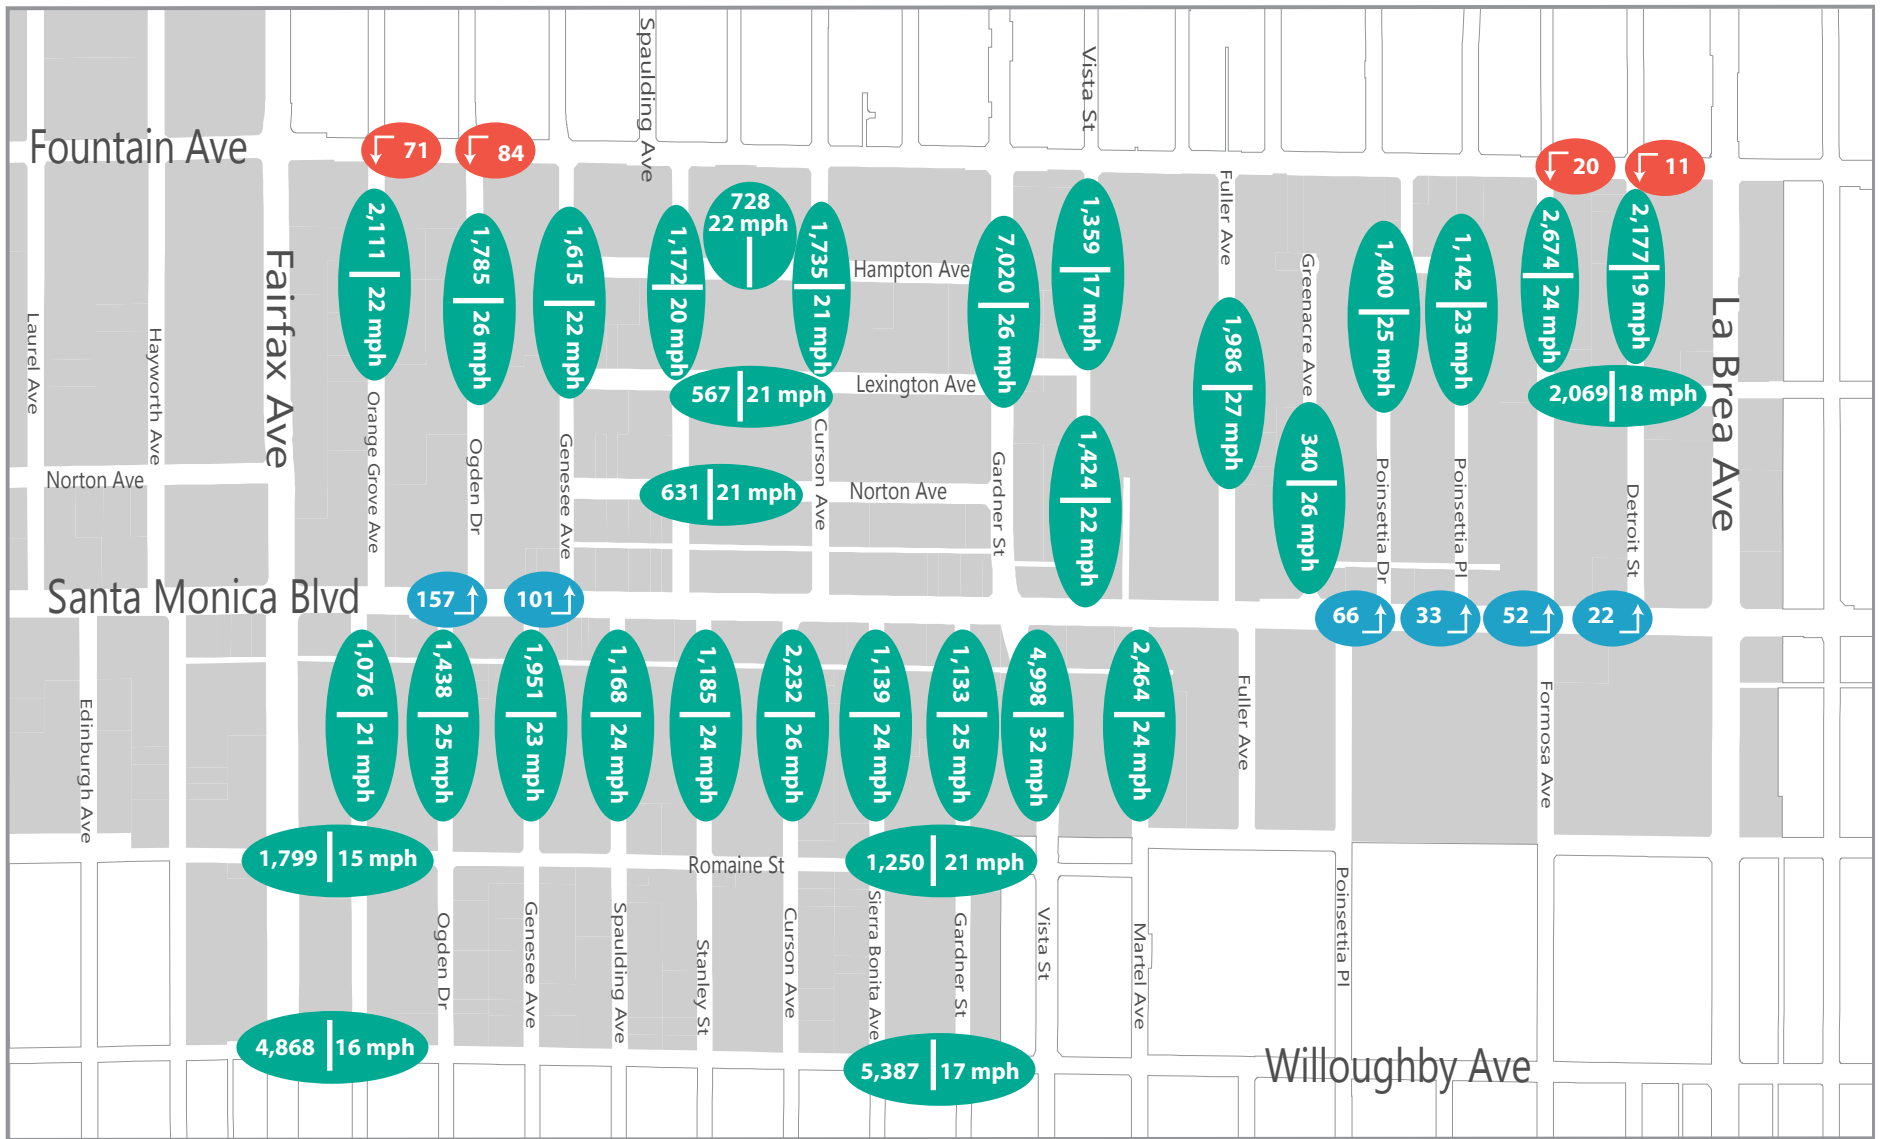 Spaulding Ave
Vista St
Fountain Ave
71
84
20
11
2,111 22 mph
1,785 26 mph
1,615 22 mph
1,172 20 mph
728
22 mph
1,735 21 mph
Hampton Ave
7,020 26 mph
1,359 17 mph
Fuller Ave
1,986 27 mph
Greenacre Ave
340 26 mph
1,400 25 mph
1,142 23 mph
2,674 24 mph
2,177 19 mph
Laurel Ave
Hayworth Ave
Fairfax Ave
La Brea Ave
567 21 mph
Lexington Ave
2,069 18 mph
Orange Grove Ave
Ogden Dr
Genesee Ave
Curson Ave
Gardner St
1,424 22 mph
Poinsettia Dr
Poinsettia Pl
Detroit St
Norton Ave
631 21 mph
Norton Ave
Santa Monica Blvd
157
101
66
33
52
22
1,076 21 mph
1,438 25 mph
1,951 23 mph
1,168 24 mph
1,185 24 mph
2,232 26 mph
1,139 24 mph
1,133 25 mph
4,998 32 mph
2,464 24 mph
Edinburgh Ave
Fuller Ave
Formosa Ave
1,799 15 mph
Romaine St
1,250 21 mph
Ogden Dr
Genesee Ave
Spaulding Ave
Stanley St
Curson Ave
Sierra Bonita Ave
Gardner St
Vista St
Martel Ave
Poinsettia Pl
4,868 16 mph
5,387 17 mph
Willoughby Ave